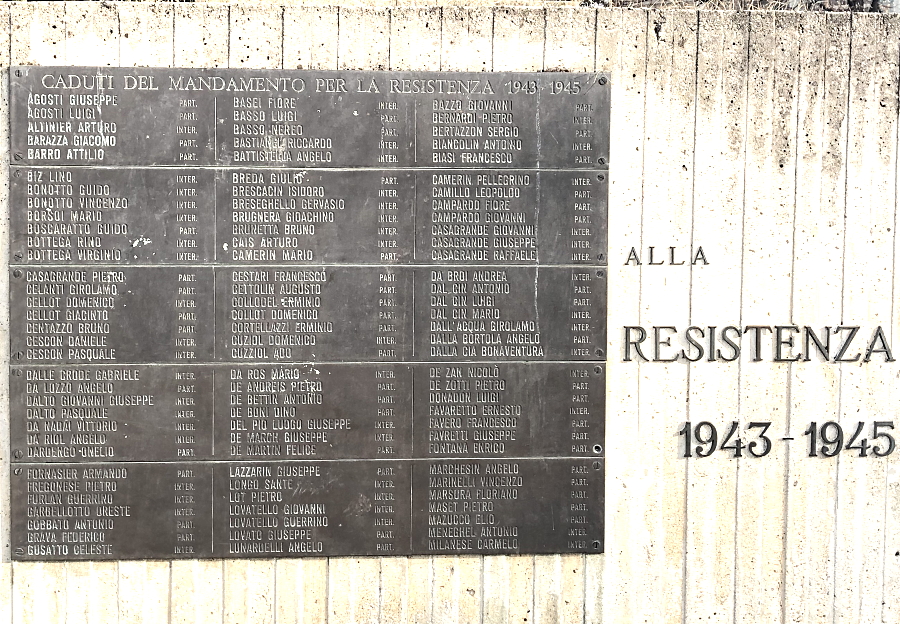 CADUTI DEL MANDAMENTO PER LA RESISTENZA 1943-1945
AGOSTI GIUSEPPE PART. BASEI FIORE INTER. BAZZO GIOVANNI PART.
AGOSTI LUIGI PART. BASSO LUIGI PART. BERNARDI PIETRO INTER.
ALTINIER ARTURO INTER. BASSO NEREO PART. BERTAZZON SERGIO PART.
BARAZZA GIACOMO PART. BASTIANEL RICCARDO INTER. BIANCOLIN ANTONIO INTER.
BARRO ATTILIO PART. BATTISTELLA ANGELO INTER. BIASI FRANCESCO PART.
BIZ LINO INTER. BREDA GIULIO PART. CAMERIN PELLEGRINO INTER.
BONOTTO GUIDO INTER. BRESCACIN ISIDORO INTER. CAMILLO LEOPOLDO PART.
BONOTTO VINCENZO INTER. BRESEGHELLO GERVASIO INTER. CAMPARDO FIORE PART.
BORSOI MARIO INTER. BRUGNERA GIOACHINO INTER. CAMPARDO GIOVANNI PART.
BOSCARATTO GUIDO INTER. BRUNETTA BRUNO INTER. CASAGRANDE GIOVANNI INTER.
BOTTEGA RINO INTER. CAIS ARTURO INTER. CASAGRANDE GIUSEPPE INTER.
BOTTEGA VIRGINIO INTER. CAMERIN MARIO PART. CASAGRANDE RAFFAELE INTER.
CASAGRANDE PIETRO PART. CESTARI FRANCESCO PART. DA BROI ANDREA INTER.
CELANTI GIROLAMO PART. CETTOLIN AUGUSTO PART. DAL CIN ANTONIO PART.
CELLOT DOMENICO INTER. COLLODEL ERMINIO PART. DAL CIN LUIGI PART.
CELLOT GIACINTO PART. COLLOT DOMENICO PART. DAL CIN MARIO INTER.
CENTAZZO BRUNO PART. CORTELLAZZI ERMINIO PART. DALL'ACQUA GIROLAMO INTER.
CESCON DANIELE INTER. CUZIOL DOMENICO INTER. DALLA BORTOLA ANGELO PART.
CESCON PASQUALE INTER. CUZZIOL ADO PART. DALLA CIA BONAVENTURA INTER.
DALLE CRODE GABRIELE INTER. DA ROS MARIO INTER. DE ZAN NICOLÒ INTER.
DA LOZZO ANGELO PART. DE ANDREIS PIETRO PART. DE ZOTTI PIETRO PART.
DALTO GIOVANNI GIUSEPPE INTER. DE BETTIN ANTONIO INTER. DONADON LUIGI PART.
DALTO PASQUALE INTER. DE BONI DINO PART. FAVARETTO ERNESTO INTER.
DA NADAI VITTORIO INTER. DEL PIO LUOGO GIUSEPPE INTER. FAVERO FRANCESCO PART.
DA RIOL ANGELO INTER. DE MARCH GIUSEPPE INTER. FAVRETTI GIUSEPPE PART.
DARDENGO ONELIO PART. DE MARTIN FELICE PART. FONTANA ENRICO PART.
FORNASIER ARMANDO PART. LAZZARIN GIUSEPPE PART. MARCHESIN ANGELO PART.
FREGONESE PIETRO INTER. LONGO SANTE INTER. MARINELLI VINCENZO INTER.
FURLAN GUERRINO INTER. LOT PIETRO INTER. MARSURA FLORIANO PART.
GARDELLOTTO ORESTE INTER. LOVATELLO GIOVANNI INTER. MASET PIETRO PART.
GOBBATO ANTONIO PART. LOVATELLO GUERRINO INTER. MAZUCCO ELIO PART.
GRAVA FEDERICO PART. LOVATO GIUSEPPE PART. MENEGHEL ANTONIO PART.
GUSATTO CELESTE INTER. LUNARDELLI ANGELO PART. MILANESE CARMELO INTER.
ALLA
RESISTENZA
1943-1945